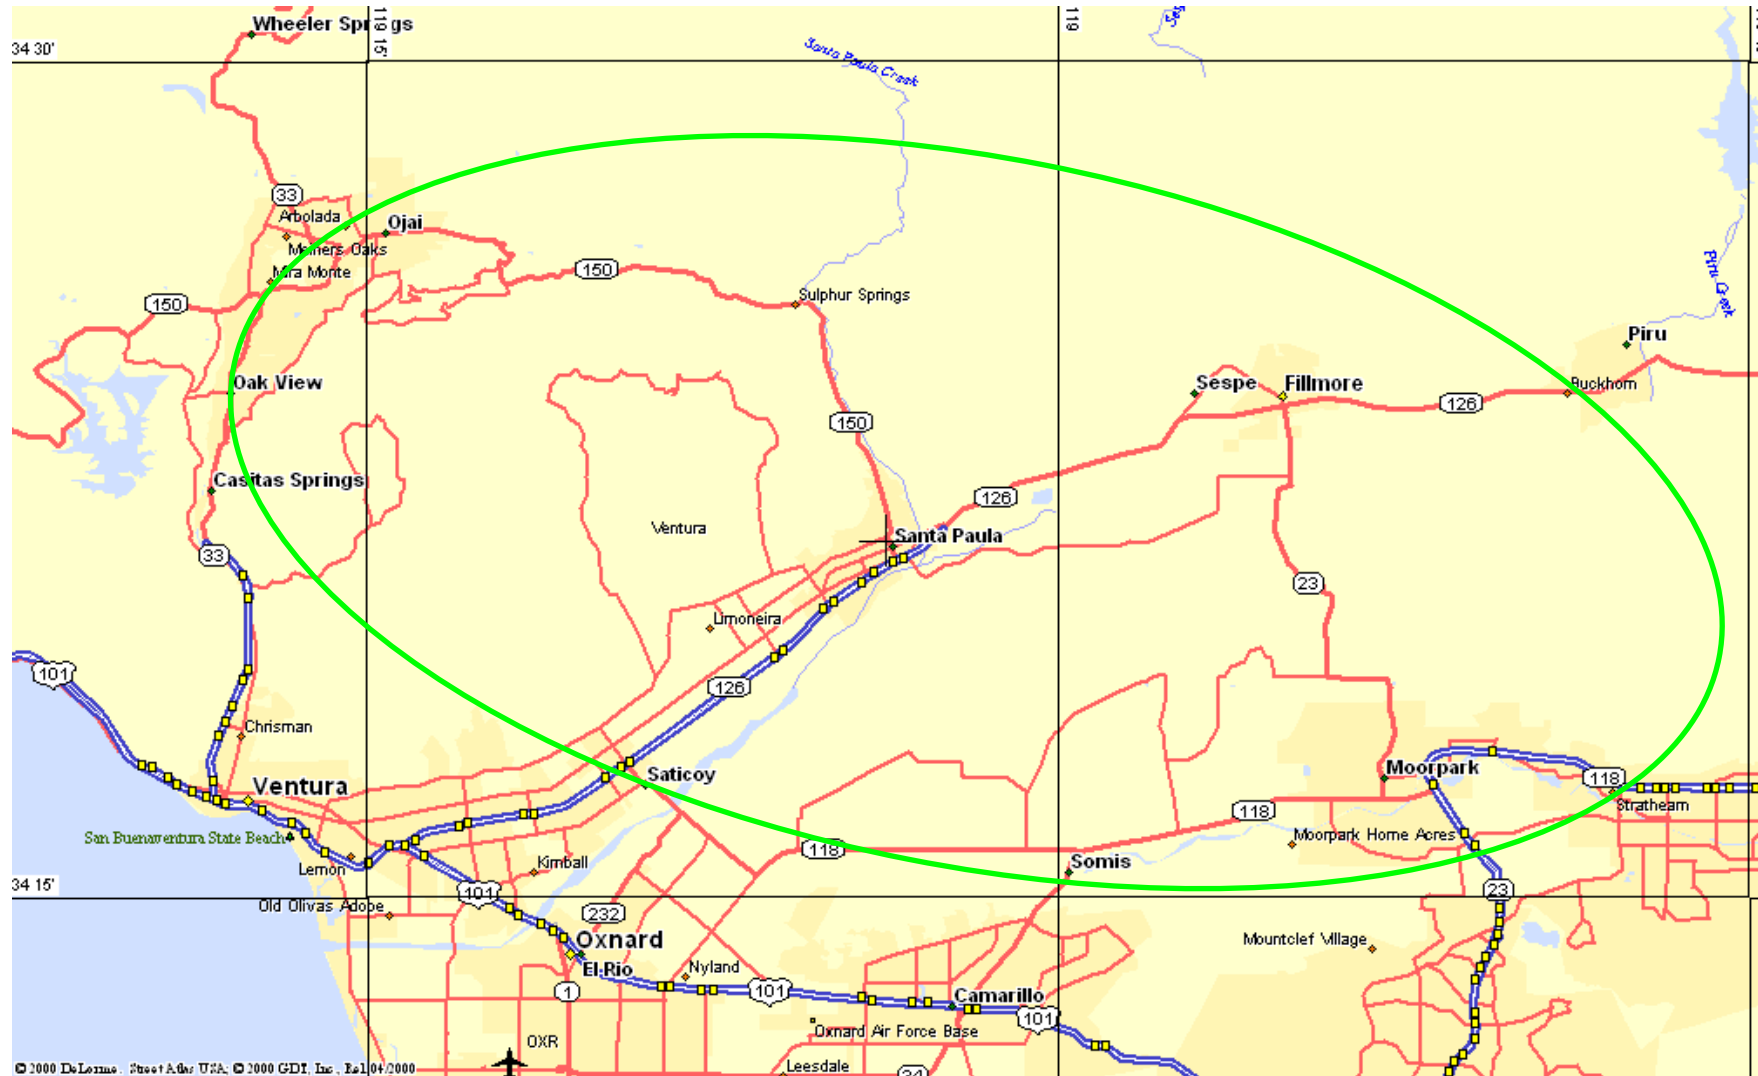 Wheeler Springs
119 15'
119
34 30'
Santa Paula Creek
33
Arbolada
Ojai
Meiners Oaks
Mira Monte
150
150
Sulphur Springs
Piru Creek
Piru
Oak View
Sespe
Fillmore
Buckhorn
126
150
Casitas Springs
126
Ventura
Santa Paula
33
23
Limoneira
101
126
Chrisman
Ventura
Saticoy
Moorpark
118
Strathearn
118
San Buenaventura State Beach
Moorpark Home Acres
118
Lemon
Kimball
Somis
34 15'
101
23
Old Olivas Adobe
232
Oxnard
Mountclef Village
El Rio
Nyland
1
101
Camarillo
101
Oxnard Air Force Base
OXR
Leesdale
34
© 2000 DeLorme. Street Atlas USA; © 2000 GDT, Inc., Rel. 04/2000